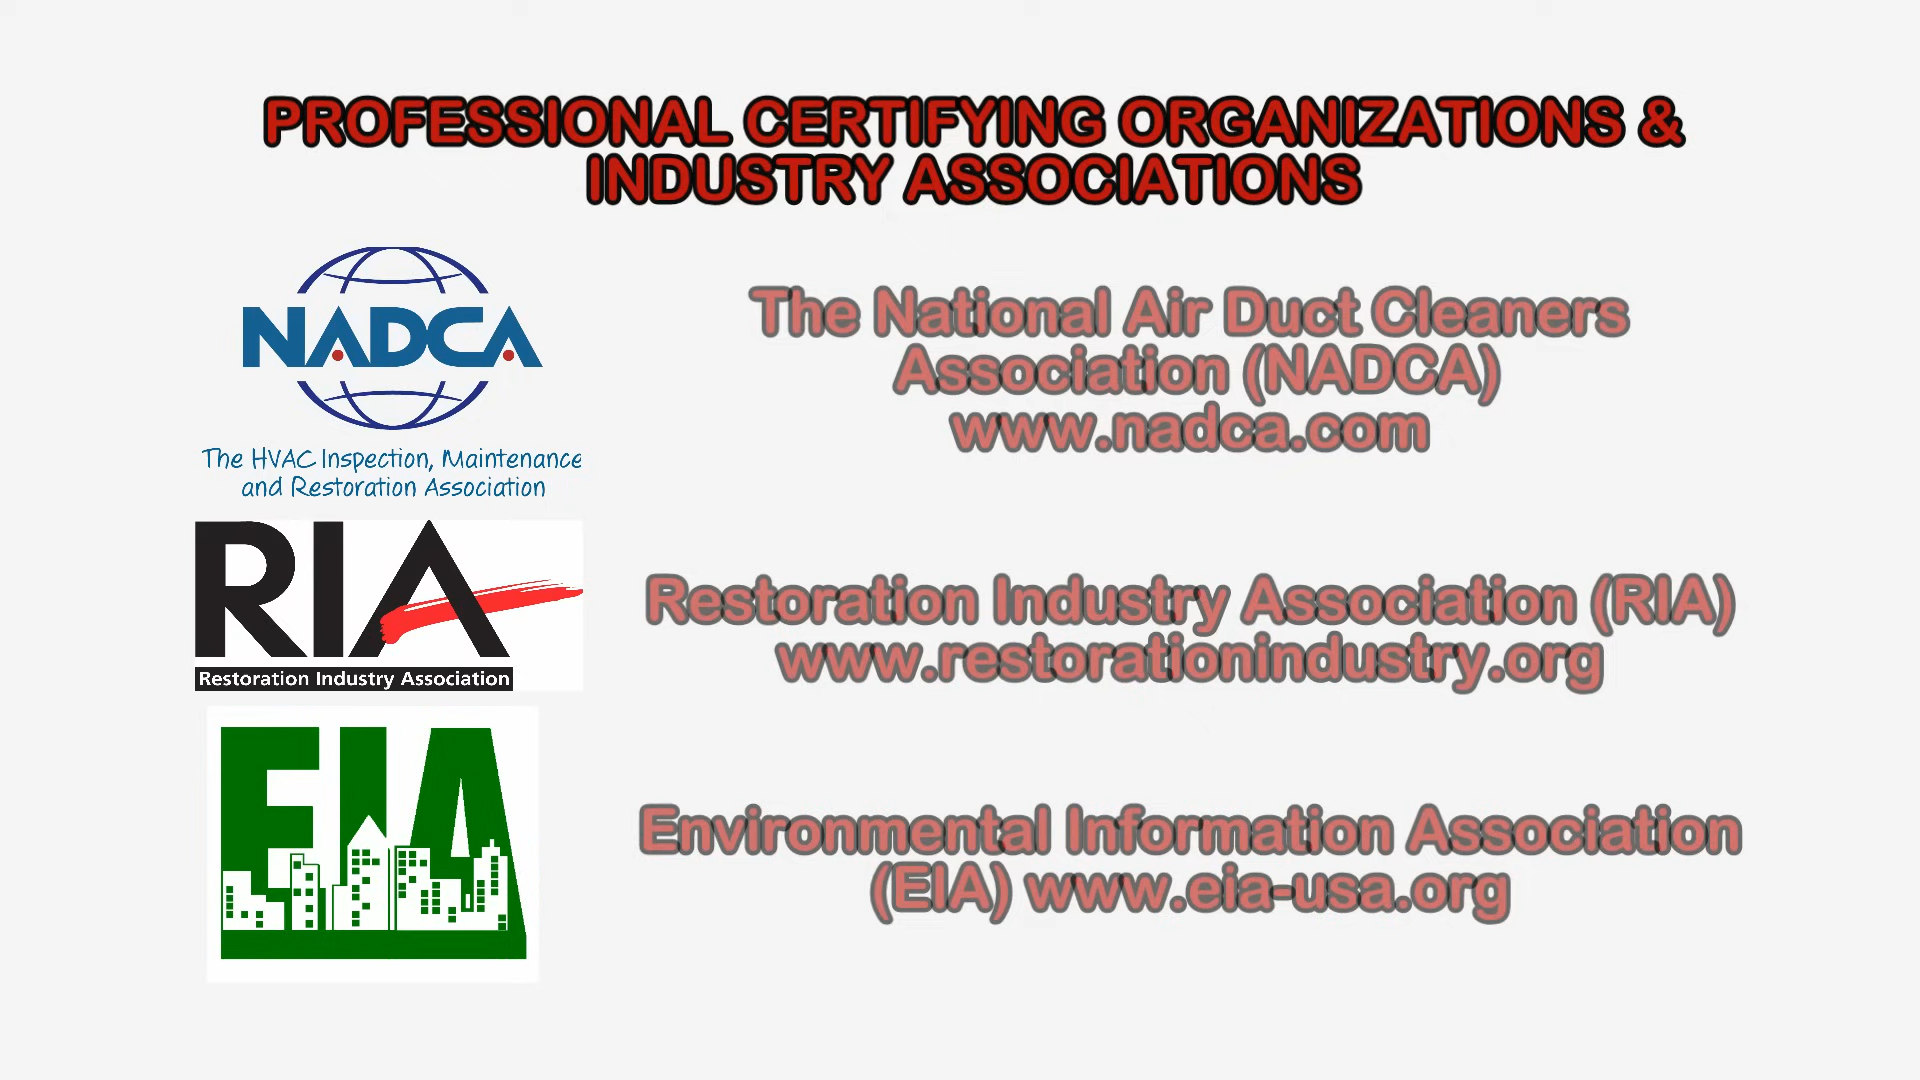 PROFESSIONAL CERTIFYING ORGANIZATIONS &
INDUSTRY ASSOCIATIONS
NADCA
The HVAC Inspection, Maintenance
and Restoration Association
The National Air Duct Cleaners
Association (NADCA)
www.nadca.com
RIA
Restoration Industry Association
Restoration Industry Association (RIA)
www.restorationindustry.org
EIA
Environmental Information Association
(EIA) www.eia-usa.org